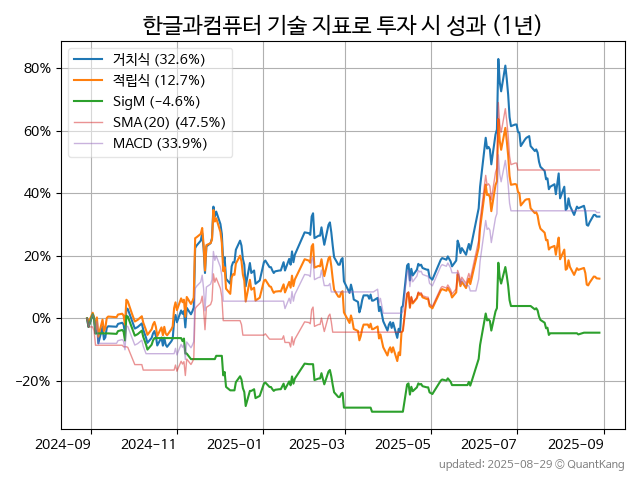 한글과컴퓨터 기술 지표로 투자 시 성과 (1년)
거치식 (32.6%)
적립식 (12.7%)
SigM (−4.6%)
SMA(20) (47.5%)
MACD (33.9%)
80%
60%
40%
20%
0%
−20%
2024-09 2024-11 2025-01 2025-03 2025-05 2025-07 2025-09
updated: 2025-08-29 © QuantKang